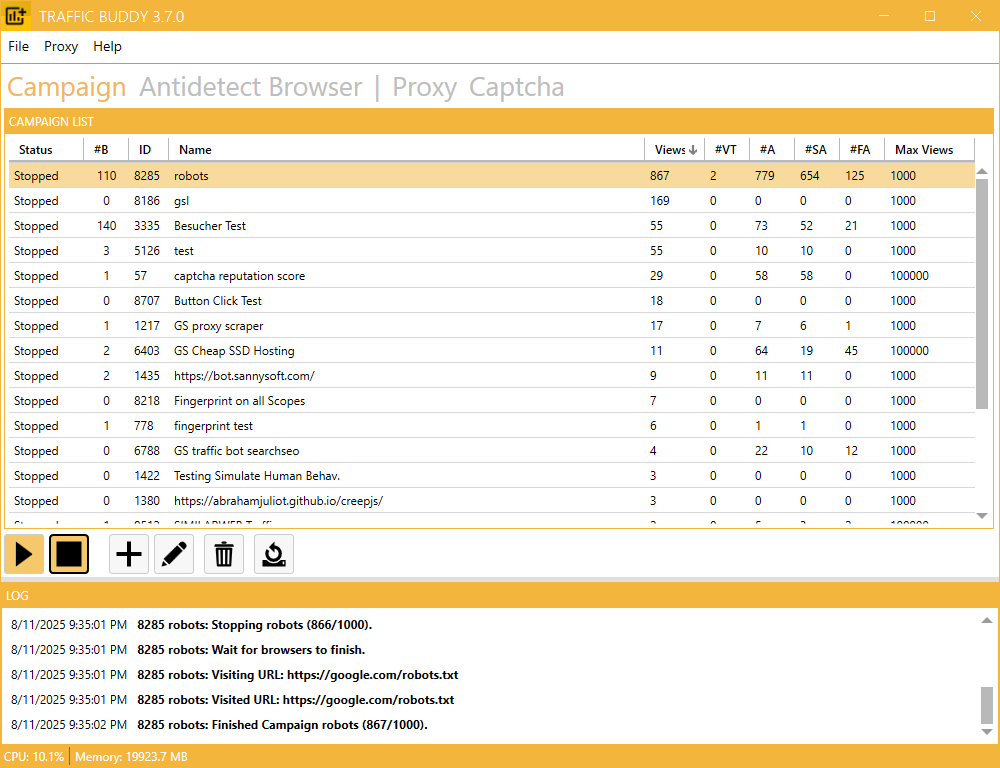 TRAFFIC BUDDY 3.7.0
File Proxy Help
Campaign Antidetect Browser | Proxy Captcha
CAMPAIGN LIST
Status #B ID Name Views #VT #A #SA #FA Max Views
Stopped 110 8285 robots 867 2 779 654 125 1000
Stopped 0 8186 gsl 169 0 0 0 0 1000
Stopped 140 3335 Besucher Test 55 0 73 52 21 1000
Stopped 3 5126 test 55 0 10 10 0 1000
Stopped 1 57 captcha reputation score 29 0 58 58 0 100000
Stopped 0 8707 Button Click Test 18 0 0 0 0 1000
Stopped 1 1217 GS proxy scraper 17 0 7 6 1 1000
Stopped 2 6403 GS Cheap SSD Hosting 11 0 64 19 45 100000
Stopped 2 1435 https://bot.sannysoft.com/ 9 0 11 11 0 1000
Stopped 0 8218 Fingerprint on all Scopes 7 0 0 0 0 1000
Stopped 1 778 fingerprint test 6 0 1 1 0 1000
Stopped 0 6788 GS traffic bot searchseo 4 0 22 10 12 1000
Stopped 0 1422 Testing Simulate Human Behav. 3 0 0 0 0 1000
Stopped 0 1380 https://abrahamjuliot.github.io/creepjs/ 3 0 0 0 0 1000
LOG
8/11/2025 9:35:01 PM 8285 robots: Stopping robots (866/1000).
8/11/2025 9:35:01 PM 8285 robots: Wait for browsers to finish.
8/11/2025 9:35:01 PM 8285 robots: Visiting URL: https://google.com/robots.txt
8/11/2025 9:35:01 PM 8285 robots: Visited URL: https://google.com/robots.txt
8/11/2025 9:35:02 PM 8285 robots: Finished Campaign robots (867/1000).
CPU: 10.1% Memory: 19923.7 MB